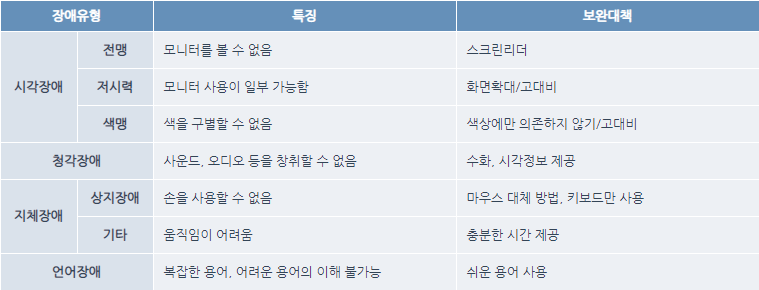 장애유형 특징 보완대책
시각장애 전맹 모니터를 볼 수 없음 스크린리더
저시력 모니터 사용이 일부 가능함 화면확대/고대비
색맹 색을 구별할 수 없음 색상에만 의존하지 않기/고대비
청각장애 사운드, 오디오 등을 창취할 수 없음 수화, 시각정보 제공
지체장애 상지장애 손을 사용할 수 없음 마우스 대체 방법, 키보드만 사용
기타 움직임이 어려움 충분한 시간 제공
언어장애 복잡한 용어, 어려운 용어의 이해 불가능 쉬운 용어 사용